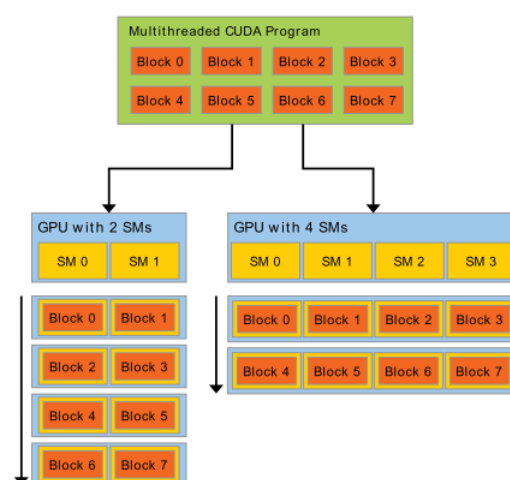 Multithreaded CUDA Program
Block 0 Block 1 Block 2 Block 3
Block 4 Block 5 Block 6 Block 7
GPU with 2 SMs
SM 0 SM 1
Block 0 Block 1
Block 2 Block 3
Block 4 Block 5
Block 6 Block 7
GPU with 4 SMs
SM 0 SM 1 SM 2 SM 3
Block 0 Block 1 Block 2 Block 3
Block 4 Block 5 Block 6 Block 7